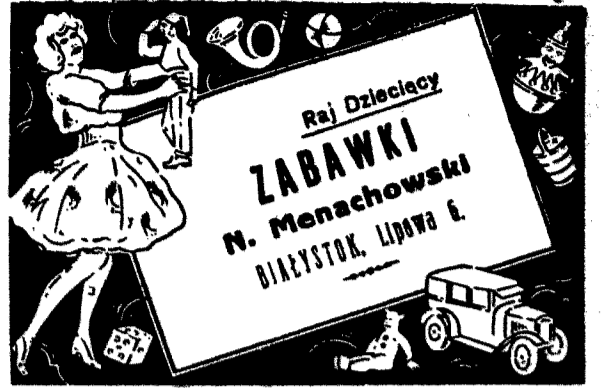 Raj Dziecięcy
ZABAWKI
N. Menachowski
BIAŁYSTOK, Lipowa 6.